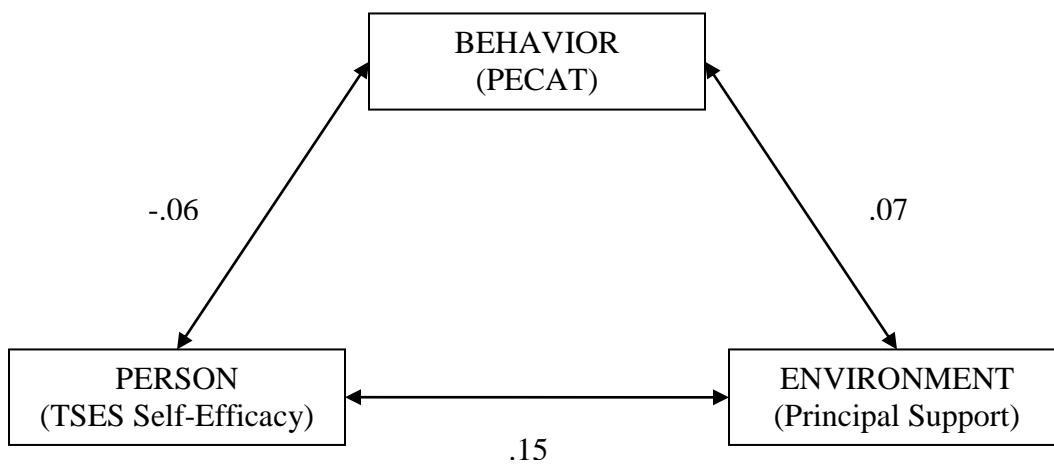 BEHAVIOR
(PECAT)
-.06
.07
PERSON
(TSES Self-Efficacy)
ENVIRONMENT
(Principal Support)
.15